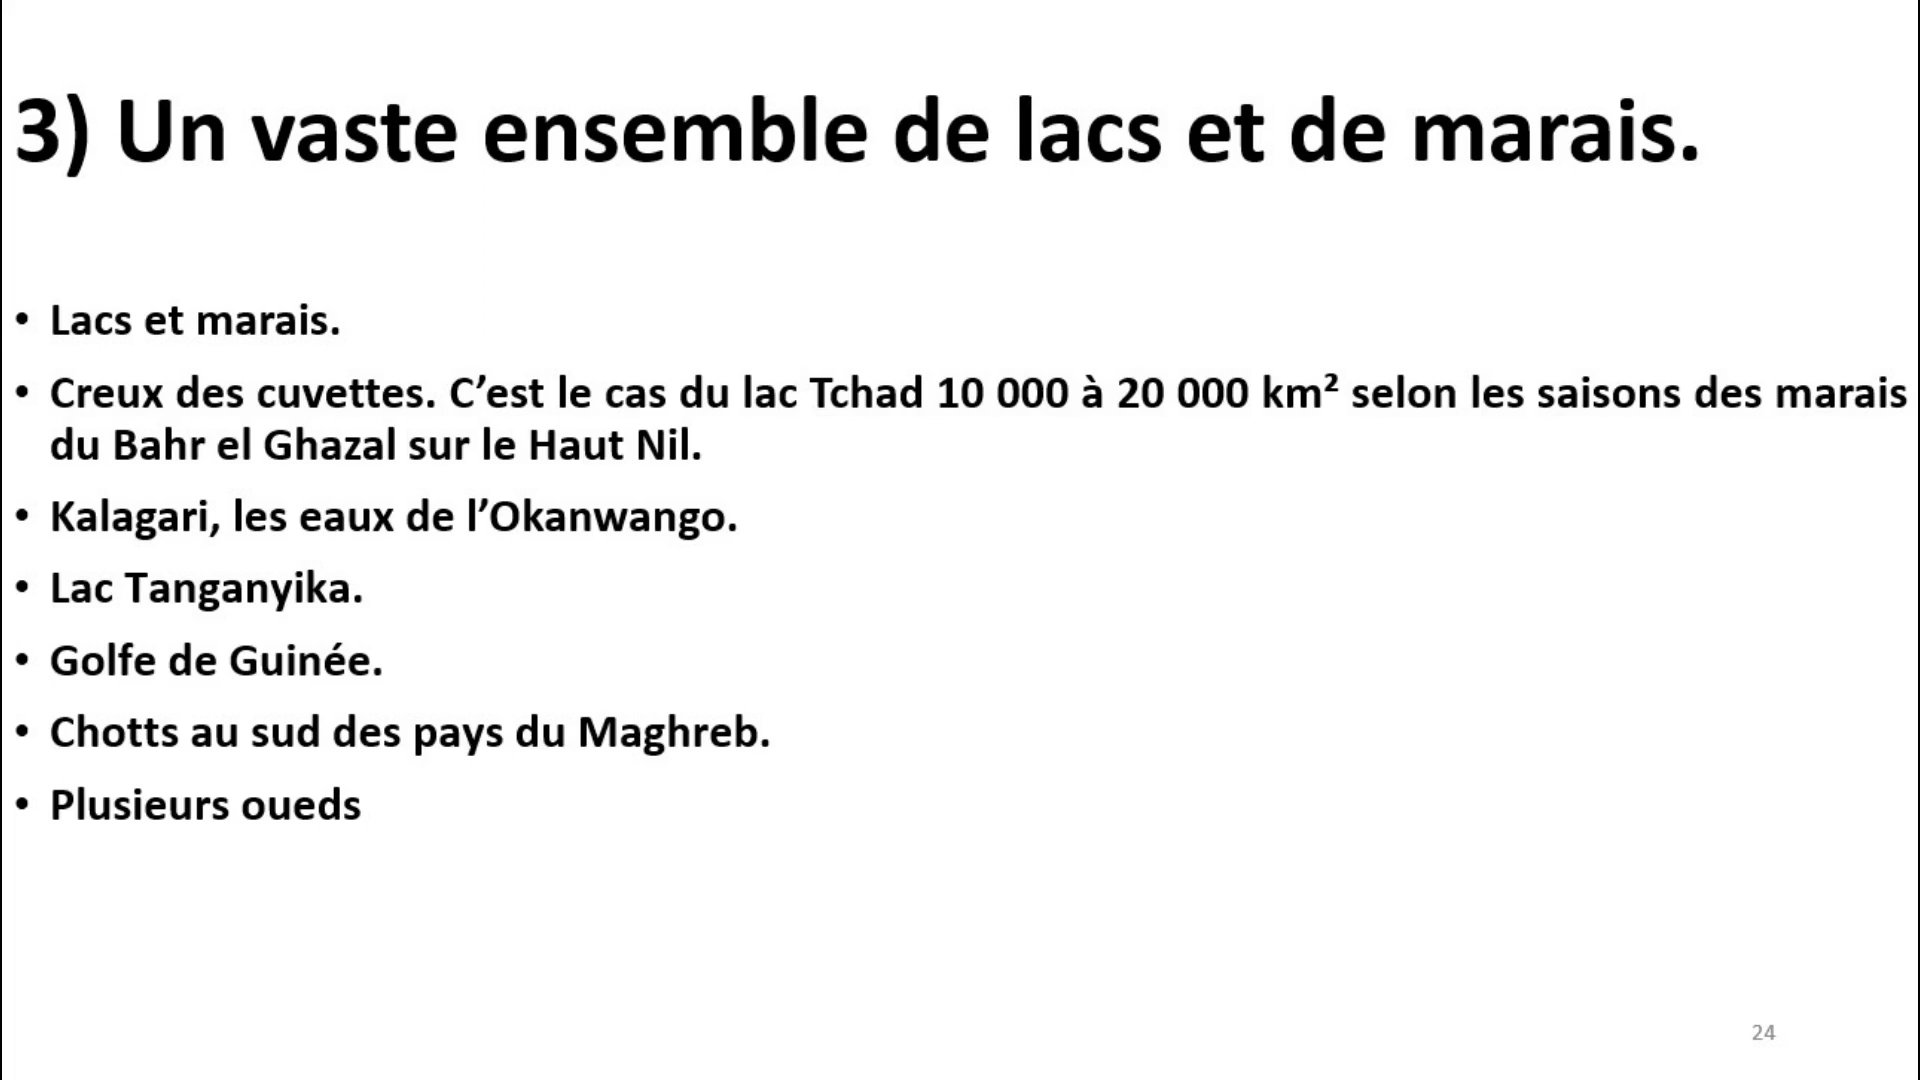 3) Un vaste ensemble de lacs et de marais.
• Lacs et marais.
• Creux des cuvettes. C’est le cas du lac Tchad 10 000 à 20 000 km² selon les saisons des marais
du Bahr el Ghazal sur le Haut Nil.
• Kalagari, les eaux de l’Okanwango.
• Lac Tanganyika.
• Golfe de Guinée.
• Chotts au sud des pays du Maghreb.
• Plusieurs oueds
24